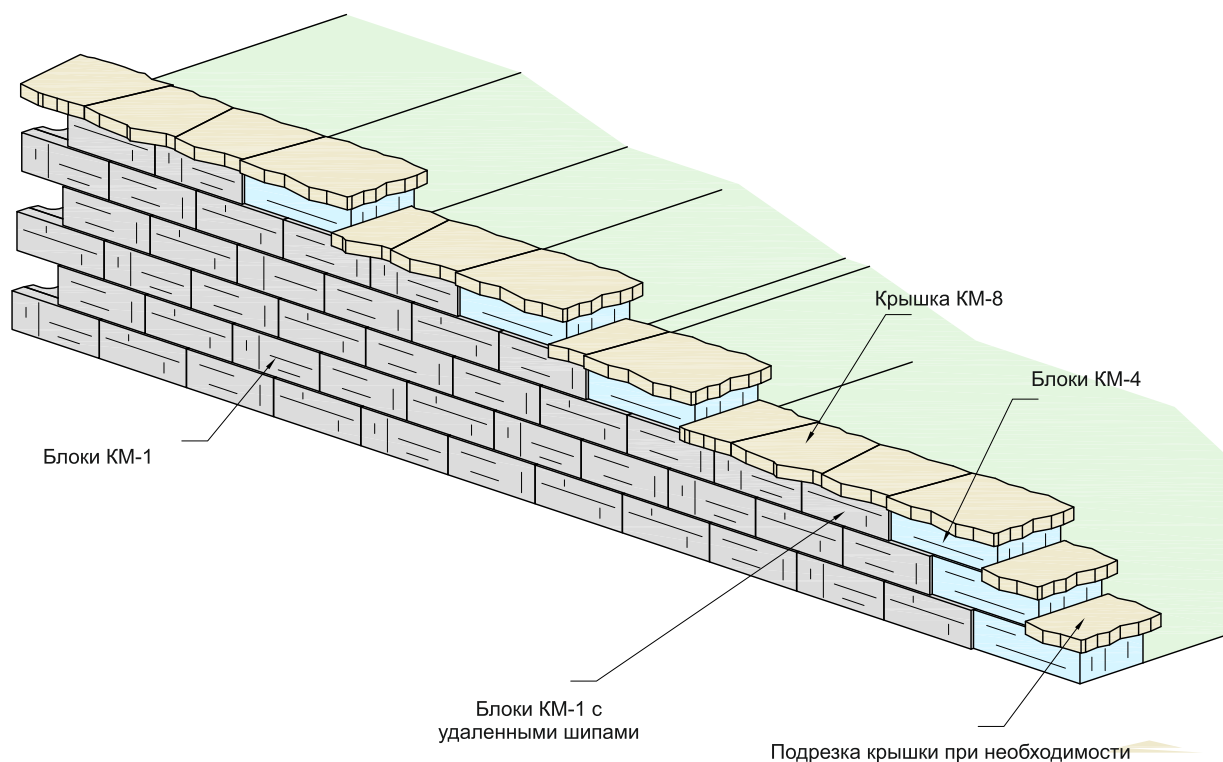 Крышка КМ-8
Блоки КМ-4
Блоки КМ-1
Блоки КМ-1 с
удаленными шипами
Подрезка крышки при необходимости